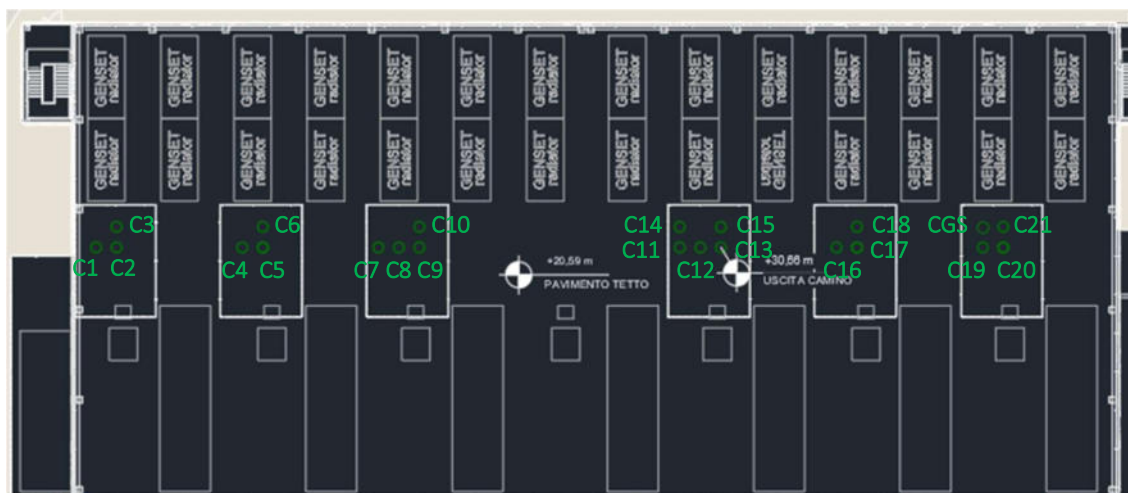 GENSET
radiator
GENSET
radiator
GENSET
radiator
GENSET
radiator
GENSET
radiator
GENSET
radiator
GENSET
radiator
GENSET
radiator
GENSET
radiator
GENSET
radiator
GENSET
radiator
GENSET
radiator
GENSET
radiator
GENSET
radiator
GENSET
radiator
GENSET
radiator
GENSET
radiator
GENSET
radiator
GENSET
radiator
GENSET
radiator
GENSET
radiator
GENSET
radiator
GENSET
radiator
GENSET
radiator
GENSET
radiator
GENSET
radiator
GENSET
radiator
GENSET
radiator
C3
C1 C2
C6
C4 C5
C10
C7 C8 C9
+20,59 m
PAVIMENTO TETTO
C14 C15
C11 C12 C13
+30,66 m
USCITA CAMINO
C18
C16 C17
CGS C21
C19 C20